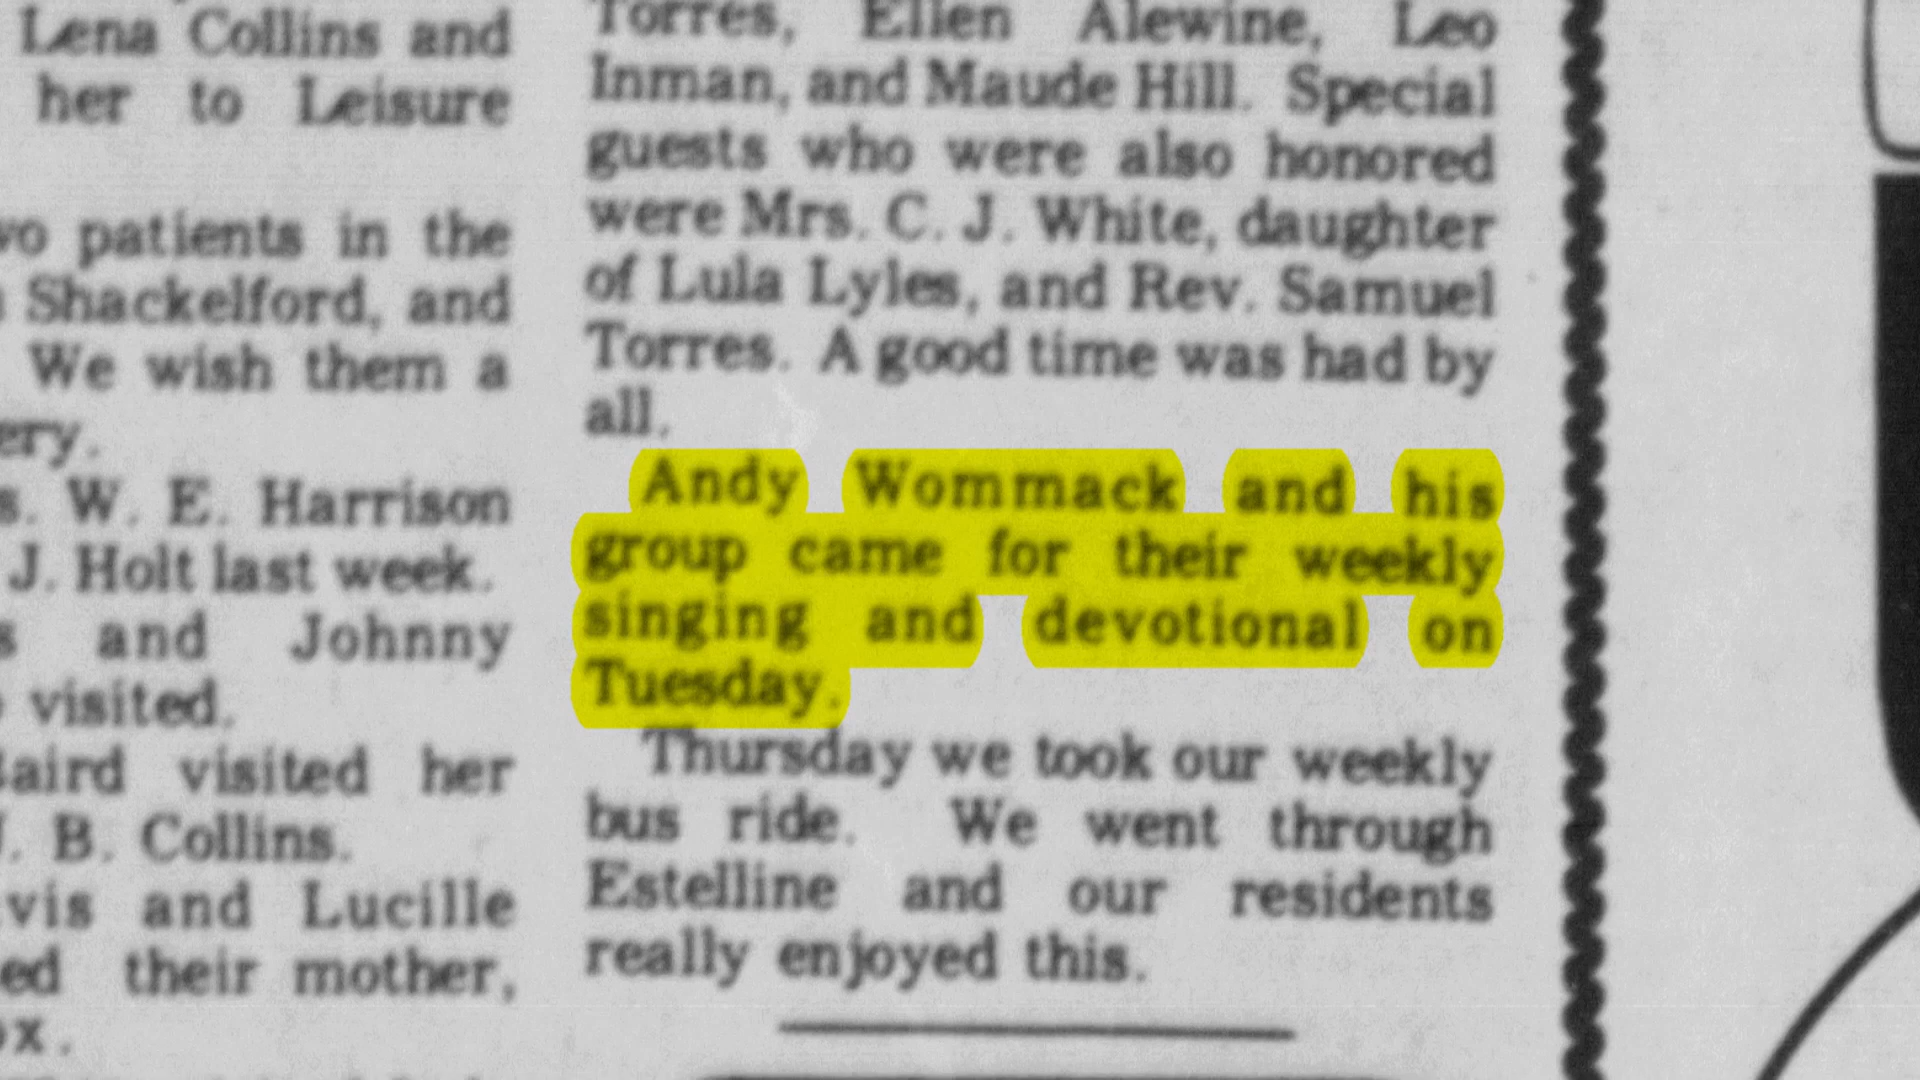 Lena Collins and
her to Leisure
patients in the
Shackelford, and
We wish them a
W. E. Harrison
J. Holt last week.
and Johnny
visited.
visited her
B. Collins.
and Lucille
their mother,
Torres, Ellen Alewine, Leo
Inman, and Maude Hill. Special
guests who were also honored
were Mrs. C. J. White, daughter
of Lula Lyles, and Rev. Samuel
Torres. A good time was had by
all.
Andy Wommack and his
group came for their weekly
singing and devotional on
Tuesday.
Thursday we took our weekly
bus ride. We went through
Estelline and our residents
really enjoyed this.